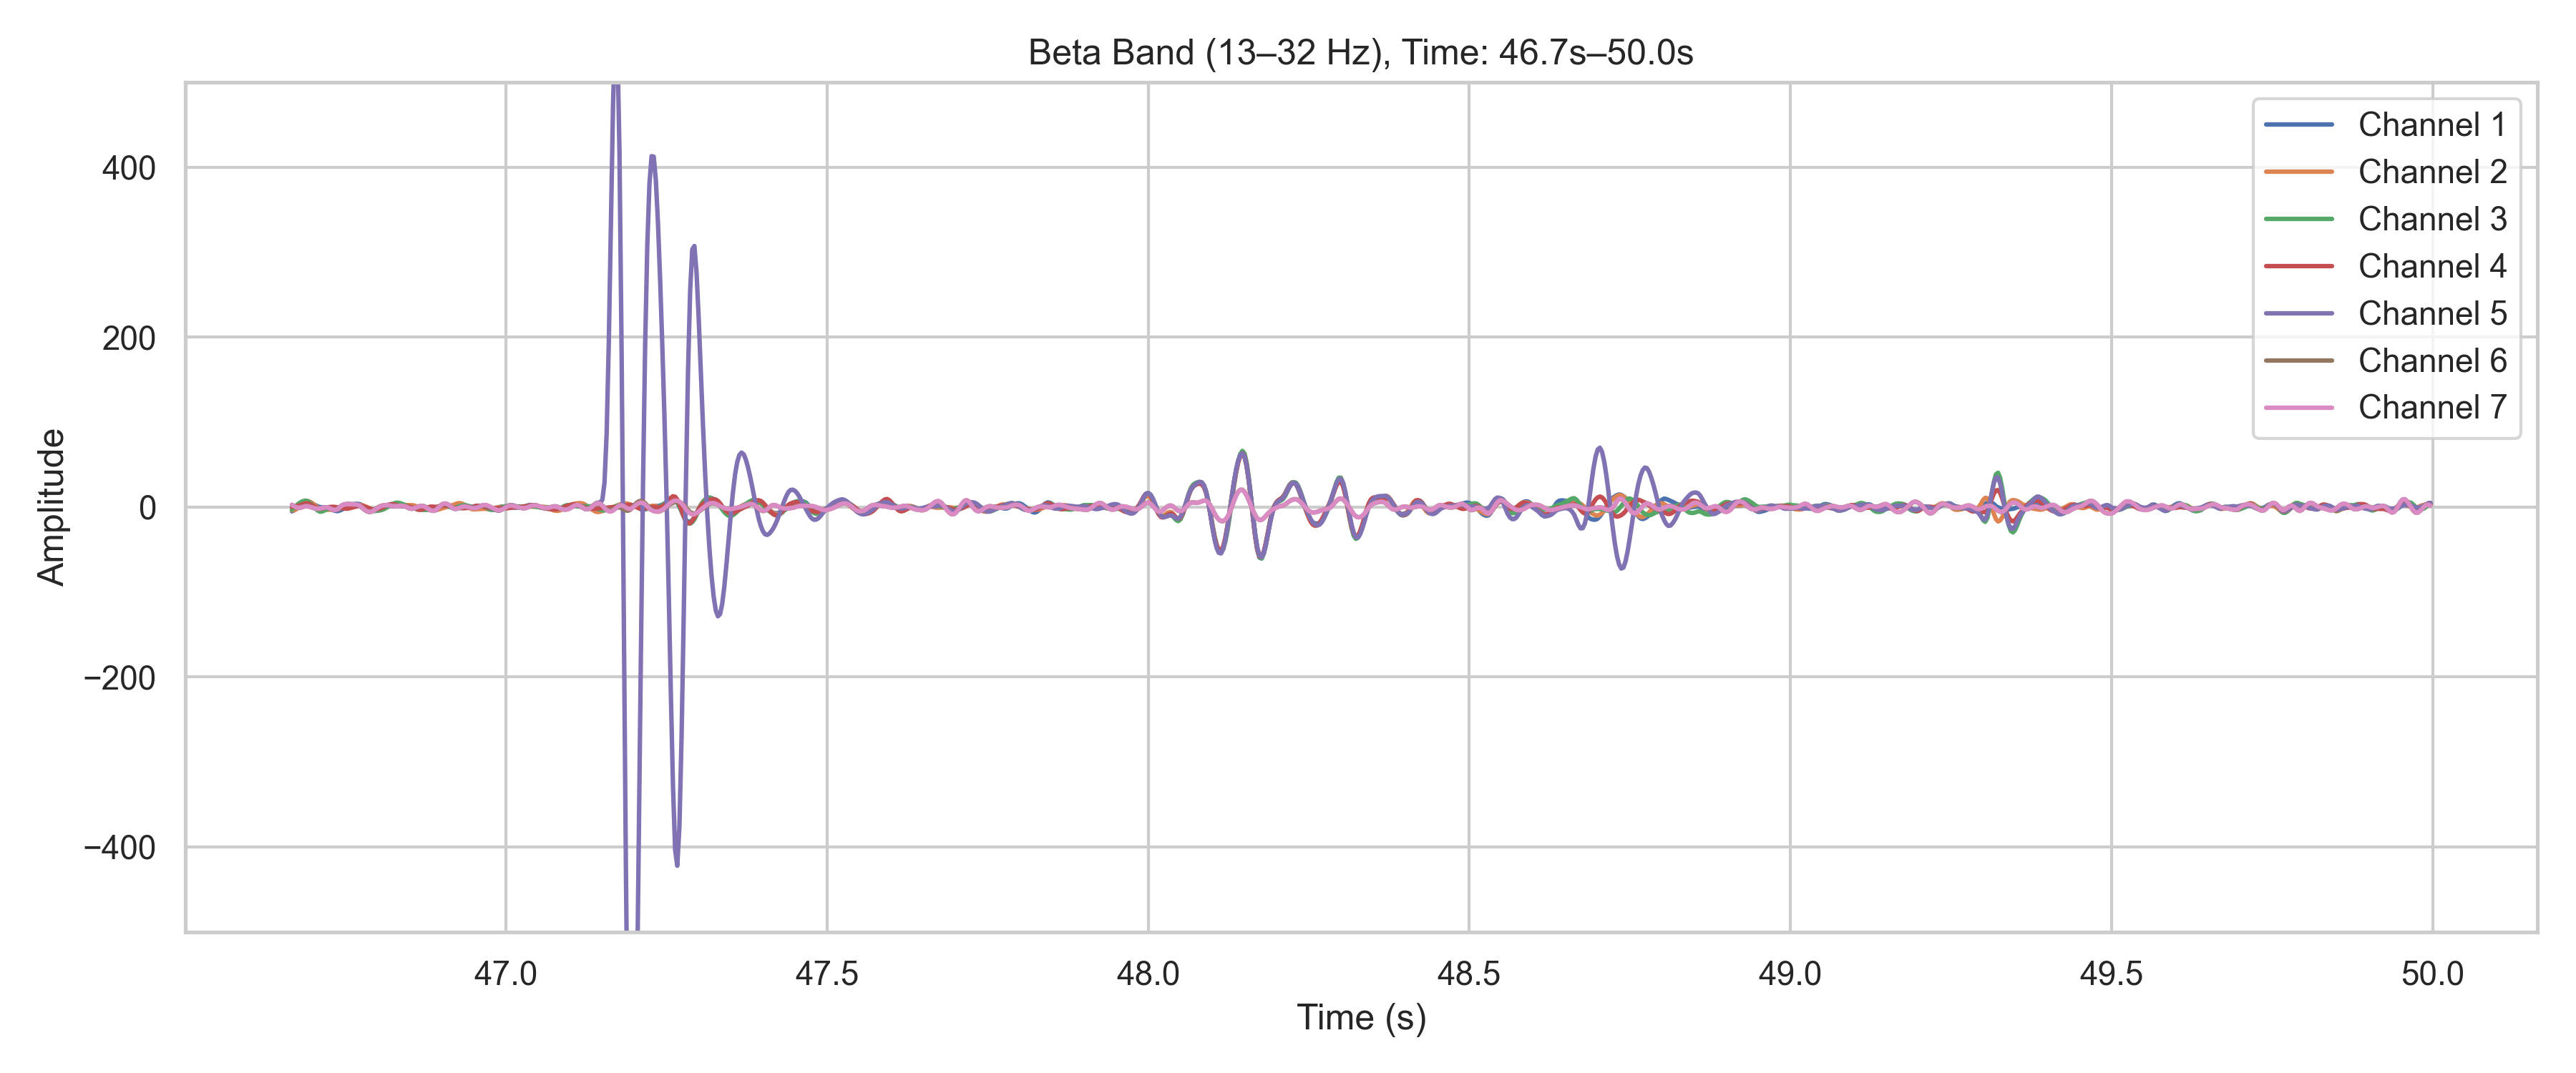 Beta Band (13–32 Hz), Time: 46.7s–50.0s
Channel 1
Channel 2
Channel 3
Channel 4
Channel 5
Channel 6
Channel 7
Amplitude
400
200
0
−200
−400
47.0 47.5 48.0 48.5 49.0 49.5 50.0
Time (s)